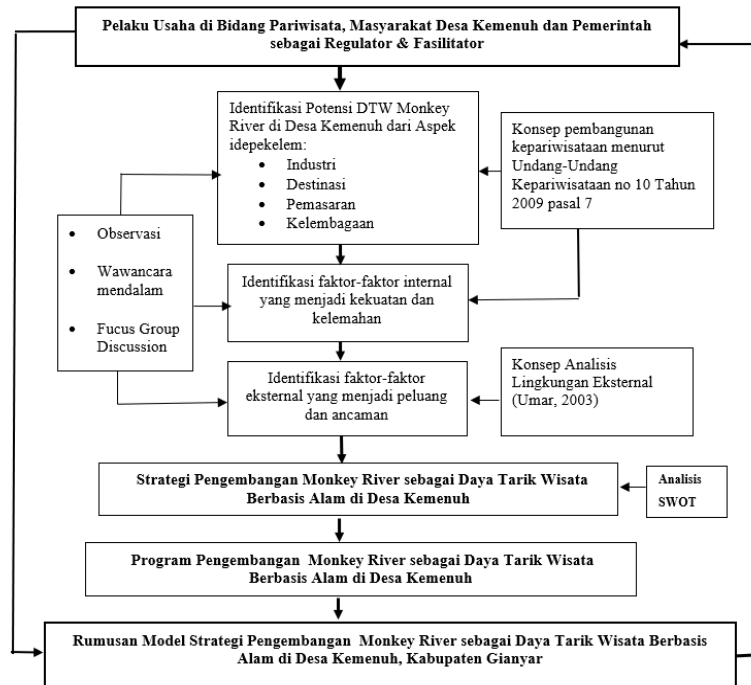 Pelaku Usaha di Bidang Pariwisata, Masyarakat Desa Kemenuh dan Pemerintah
sebagai Regulator & Fasilitator
Identifikasi Potensi DTW Monkey
River di Desa Kemenuh dari Aspek
idepekelem:
• Industri
• Destinasi
• Pemasaran
• Kelembagaan
Konsep pembangunan
kepariwisataan menurut
Undang-Undang
Kepariwisataan no 10 Tahun
2009 pasal 7
• Observasi
• Wawancara
mendalam
• Fucus Group
Discussion
Identifikasi faktor-faktor internal
yang menjadi kekuatan dan
kelemahan
Identifikasi faktor-faktor
eksternal yang menjadi peluang
dan ancaman
Konsep Analisis
Lingkungan Eksternal
(Umar, 2003)
Strategi Pengembangan Monkey River sebagai Daya Tarik Wisata
Berbasis Alam di Desa Kemenuh
Analisis
SWOT
Program Pengembangan Monkey River sebagai Daya Tarik Wisata
Berbasis Alam di Desa Kemenuh
Rumusan Model Strategi Pengembangan Monkey River sebagai Daya Tarik Wisata Berbasis
Alam di Desa Kemenuh, Kabupaten Gianyar